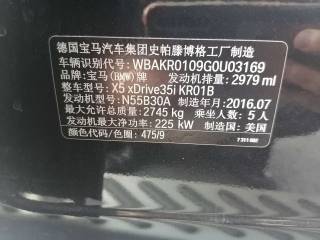 德国宝马汽车集团史帕滕博格工厂制造
车辆识别代号: WBAKR0109G0U03169
品牌: 宝马(BMW)牌 发动机排量: 2979 ml
整车型号: X5 xDrive35i KR01B
发动机型号: N55B30A 制造年月: 2016.07
最大允许总质量: 2745 kg 乘坐人数: 5 人
发动机最大净功率: 225 kW 制造国: 美国
颜色代码/色圈: 475/9